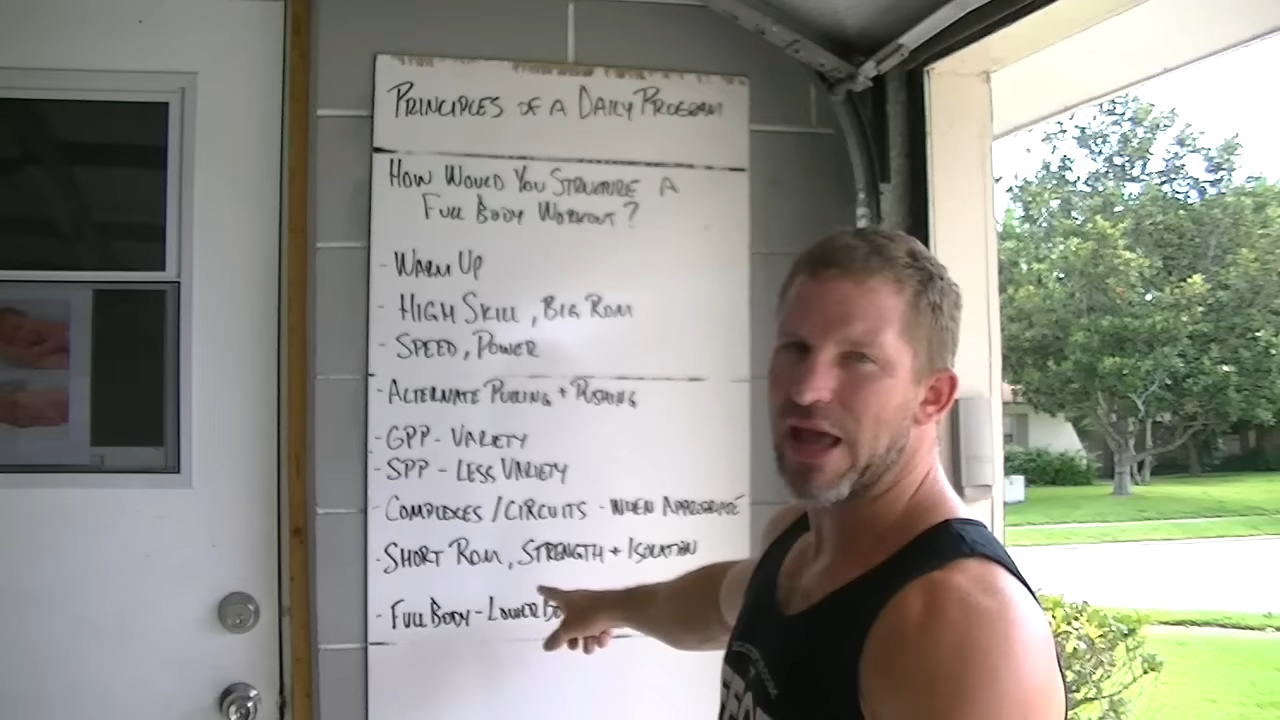 PRINCIPLES OF A DAILY PROGRAM
HOW WOULD YOU STRUCTURE A
FULL BODY WORKOUT?
- WARM UP
- HIGH SKILL, BIG ROM
- SPEED, POWER
- ALTERNATE PULLING + PUSHING
- GPP - VARIETY
- SPP - LESS VARIETY
- COMPLEXES / CIRCUITS - WHEN APPROPRIATE
- SHORT ROM, STRENGTH + ISOLATION
- FULL BODY - LOWER